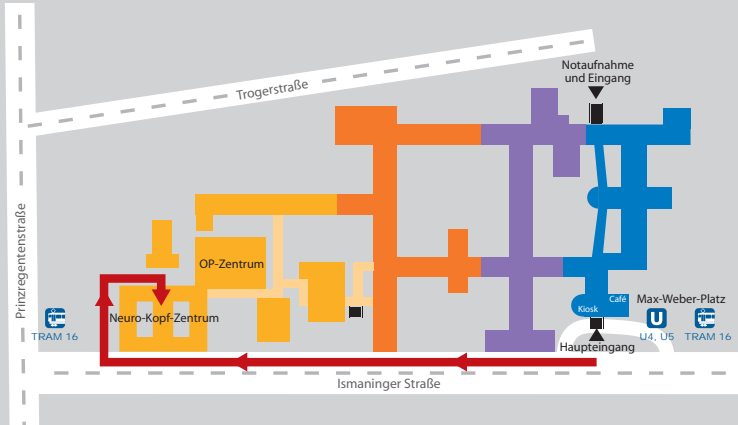 Notaufnahme
und Eingang
Trogerstraße
Prinzregentenstraße
OP-Zentrum
Neuro-Kopf-Zentrum
TRAM 16
Café
Kiosk
Max-Weber-Platz
U
U4, U5
TRAM 16
Haupteingang
Ismaninger Straße